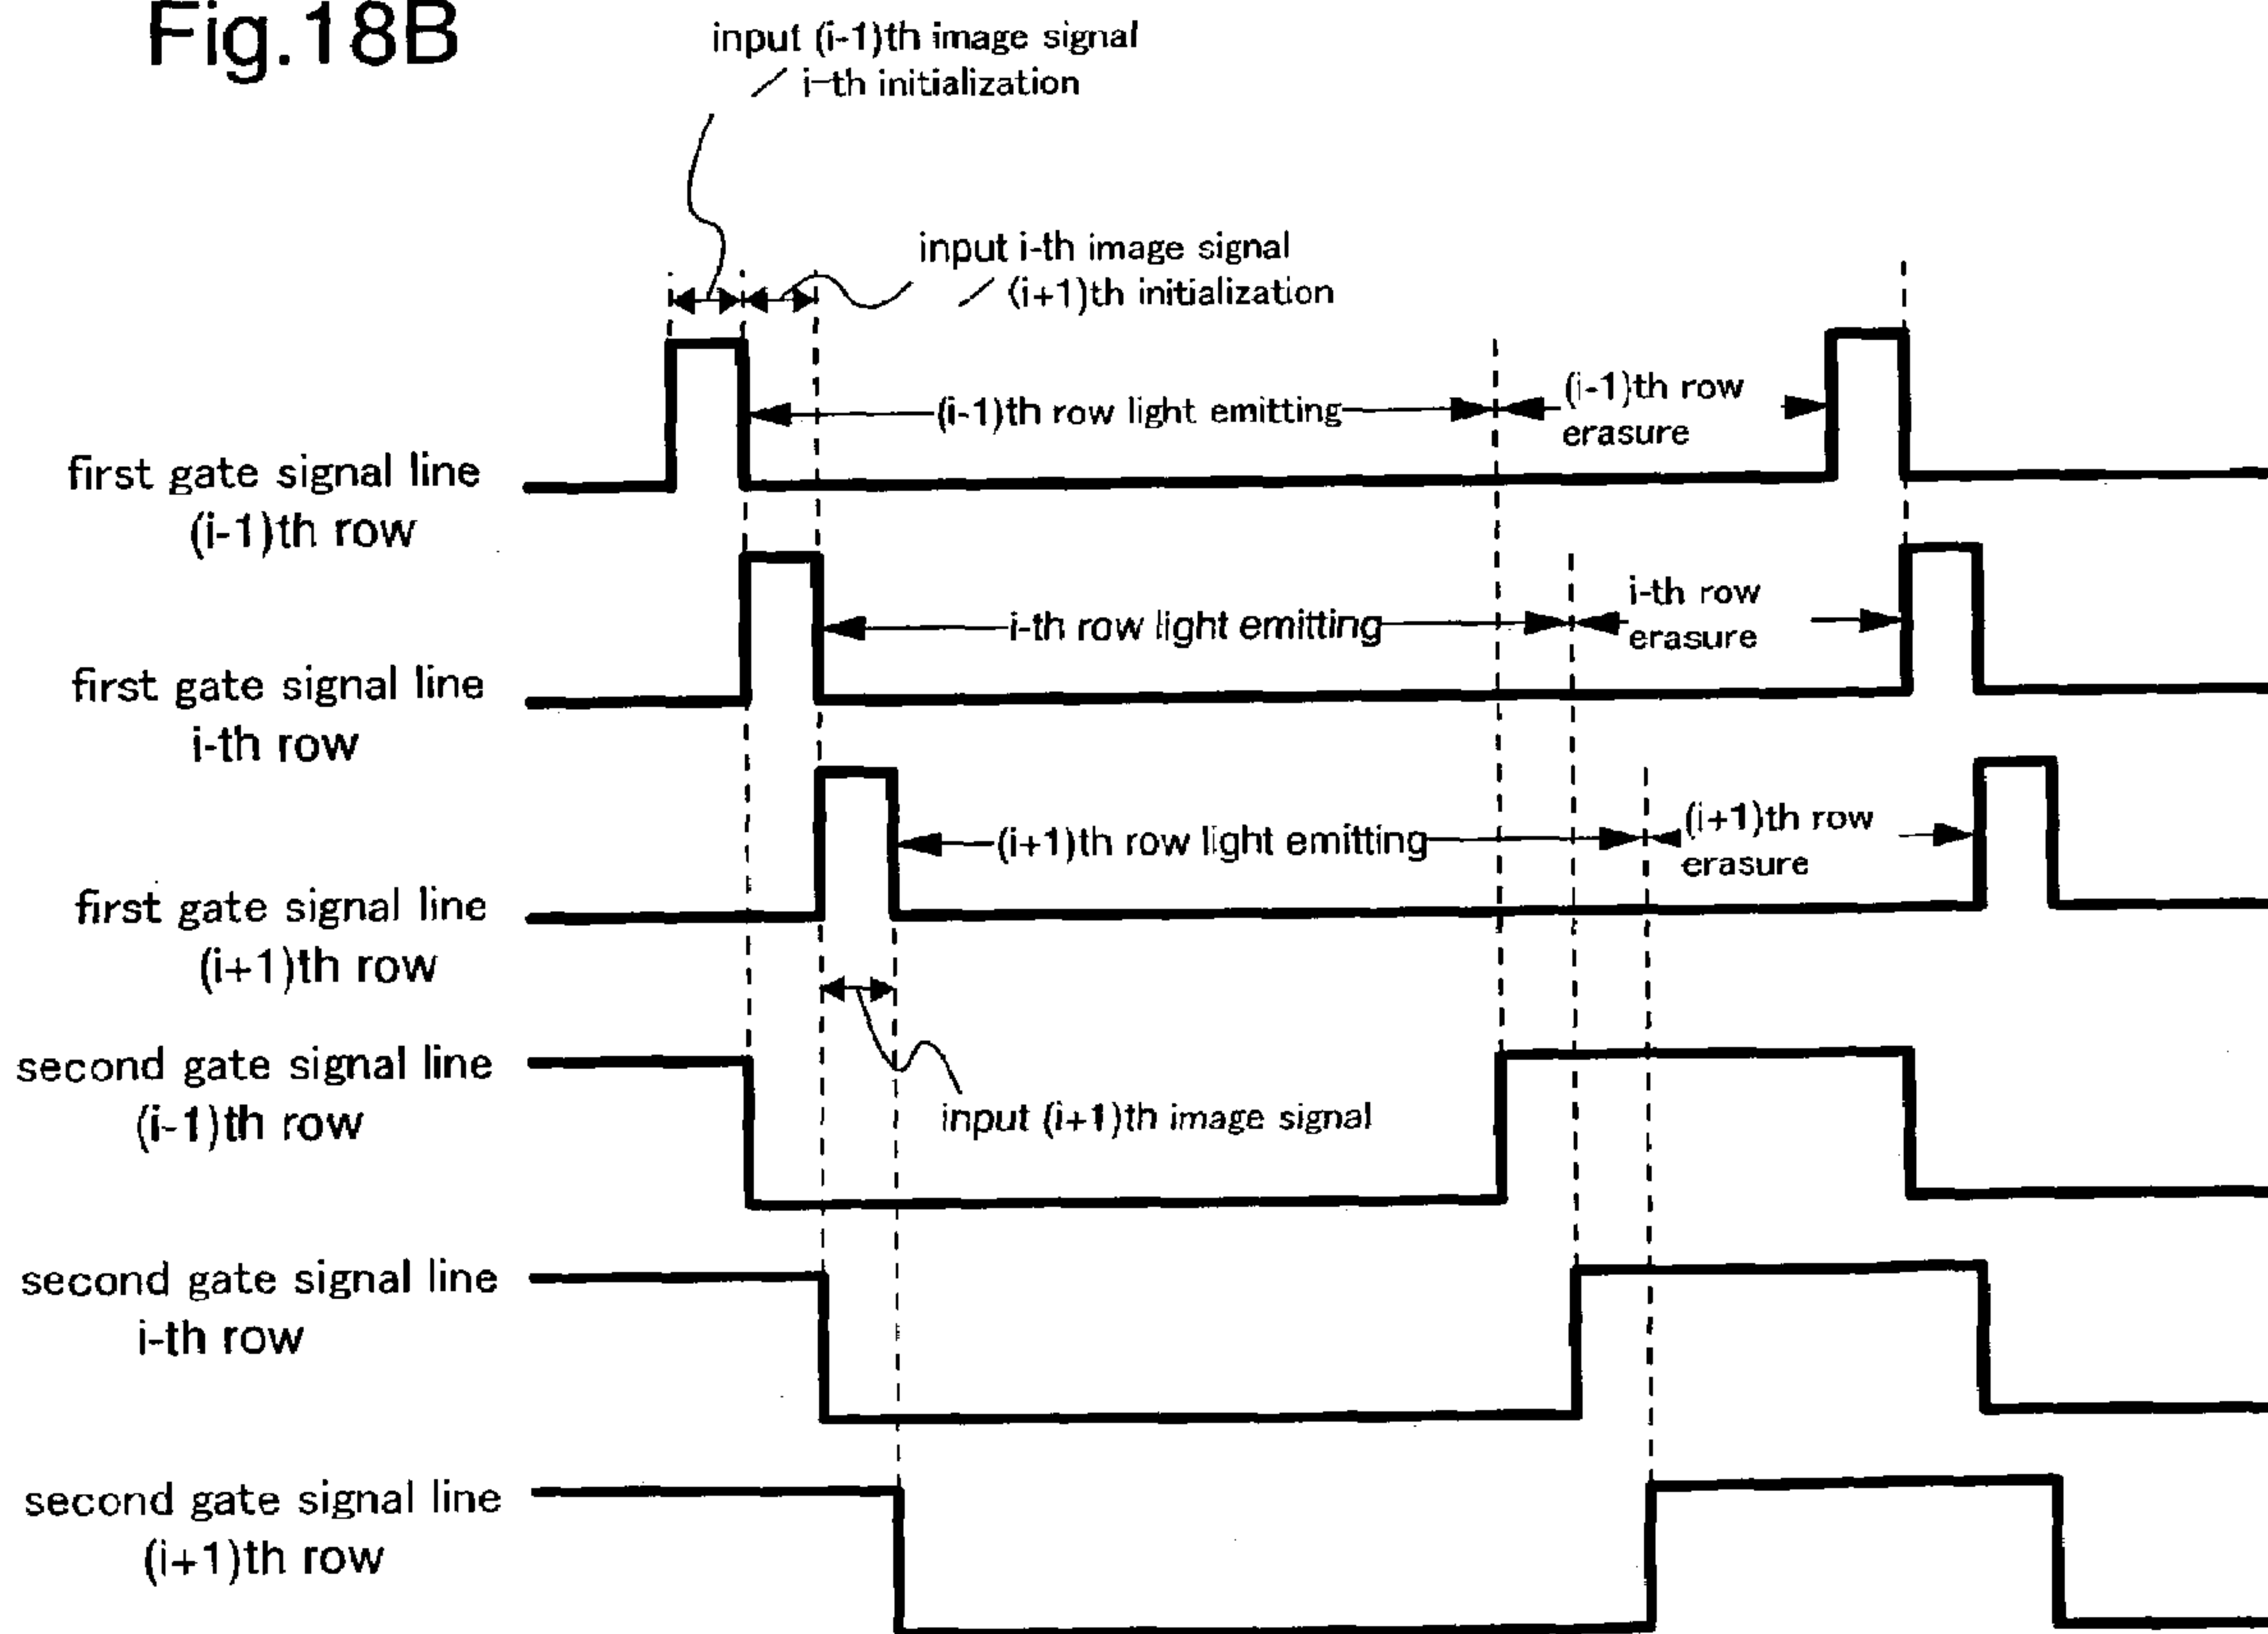 Fig.18B
input (i-1)th image signal
／ i-th initialization
input i-th image signal
／ (i+1)th initialization
(i-1)th row light emitting
(i-1)th row
erasure
first gate signal line
(i-1)th row
i-th row light emitting
i-th row
erasure
first gate signal line
i-th row
(i+1)th row light emitting
(i+1)th row
erasure
first gate signal line
(i+1)th row
second gate signal line
(i-1)th row
input (i+1)th image signal
second gate signal line
i-th row
second gate signal line
(i+1)th row